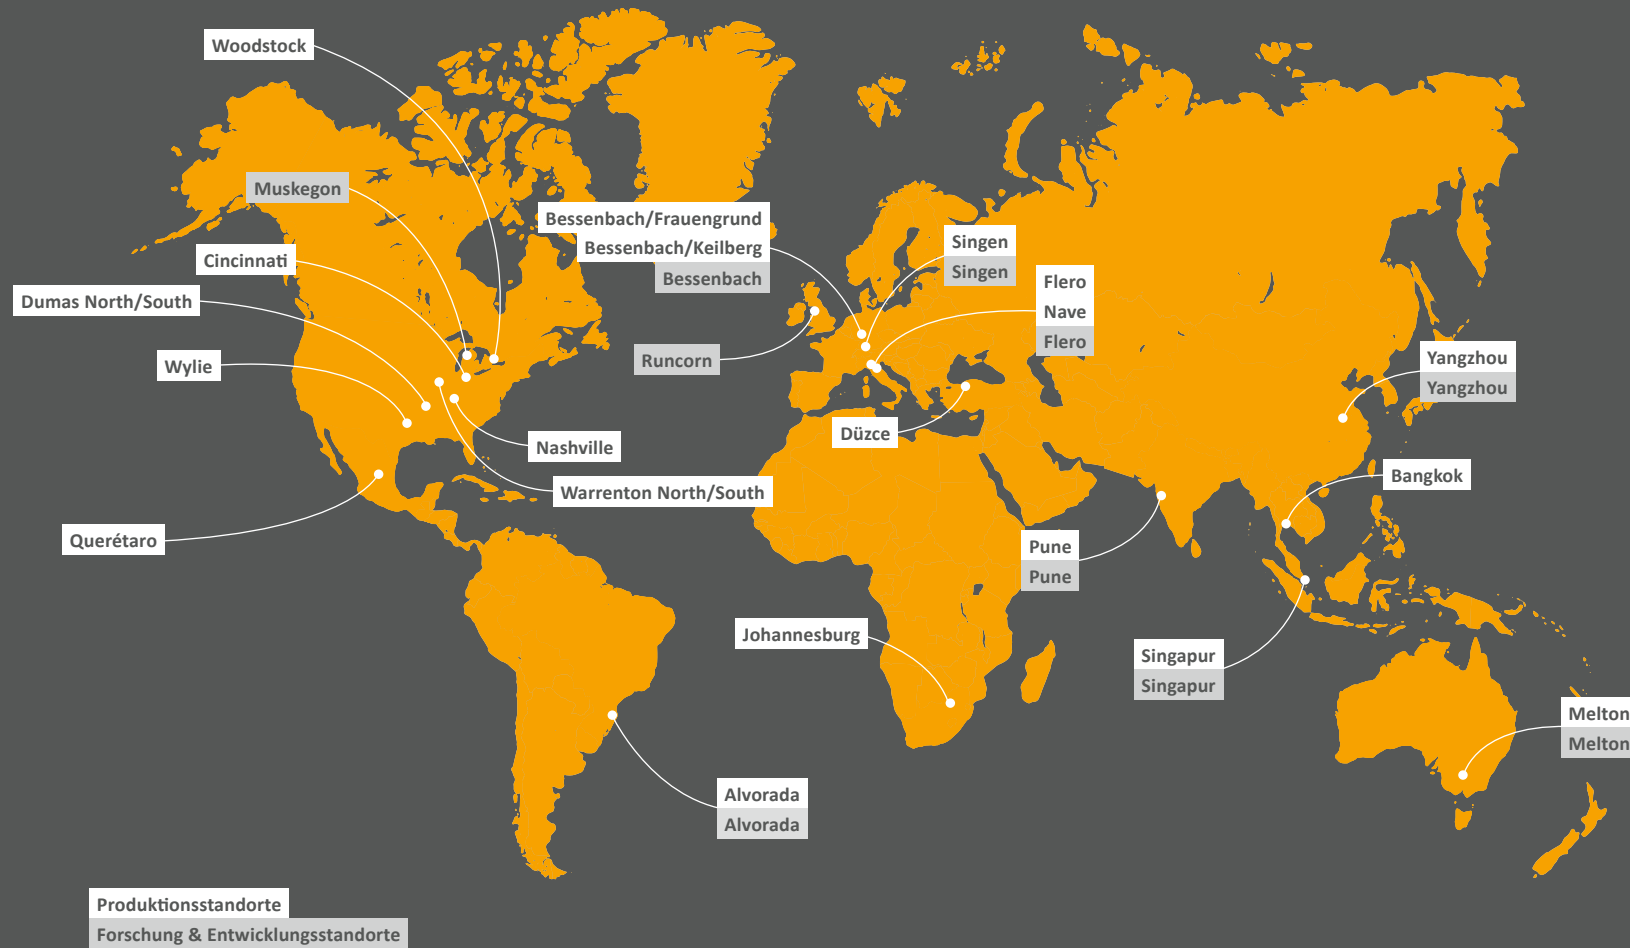 Woodstock
Muskegon
Cincinnati
Dumas North/South
Wylie
Querétaro
Nashville
Warrenton North/South
Bessenbach/Frauengrund
Bessenbach/Keilberg
Bessenbach
Runcorn
Singen
Singen
Flero
Nave
Flero
Düzce
Yangzhou
Yangzhou
Bangkok
Pune
Pune
Johannesburg
Singapur
Singapur
Melton
Melton
Alvorada
Alvorada
Produktionsstandorte
Forschung & Entwicklungsstandorte